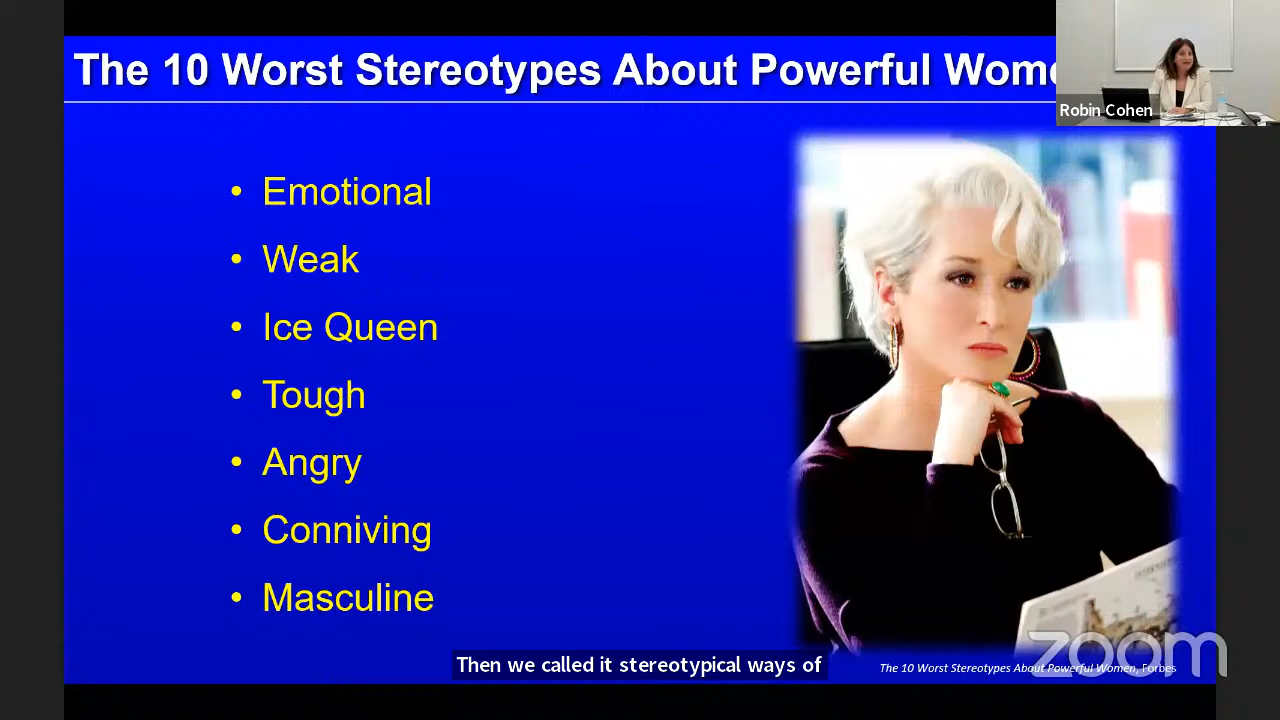 The 10 Worst Stereotypes About Powerful Wome
Robin Cohen
• Emotional
• Weak
• Ice Queen
• Tough
• Angry
• Conniving
• Masculine
Then we called it stereotypical ways of
The 10 Worst Stereotypes About Powerful Women, Forbes
zoom